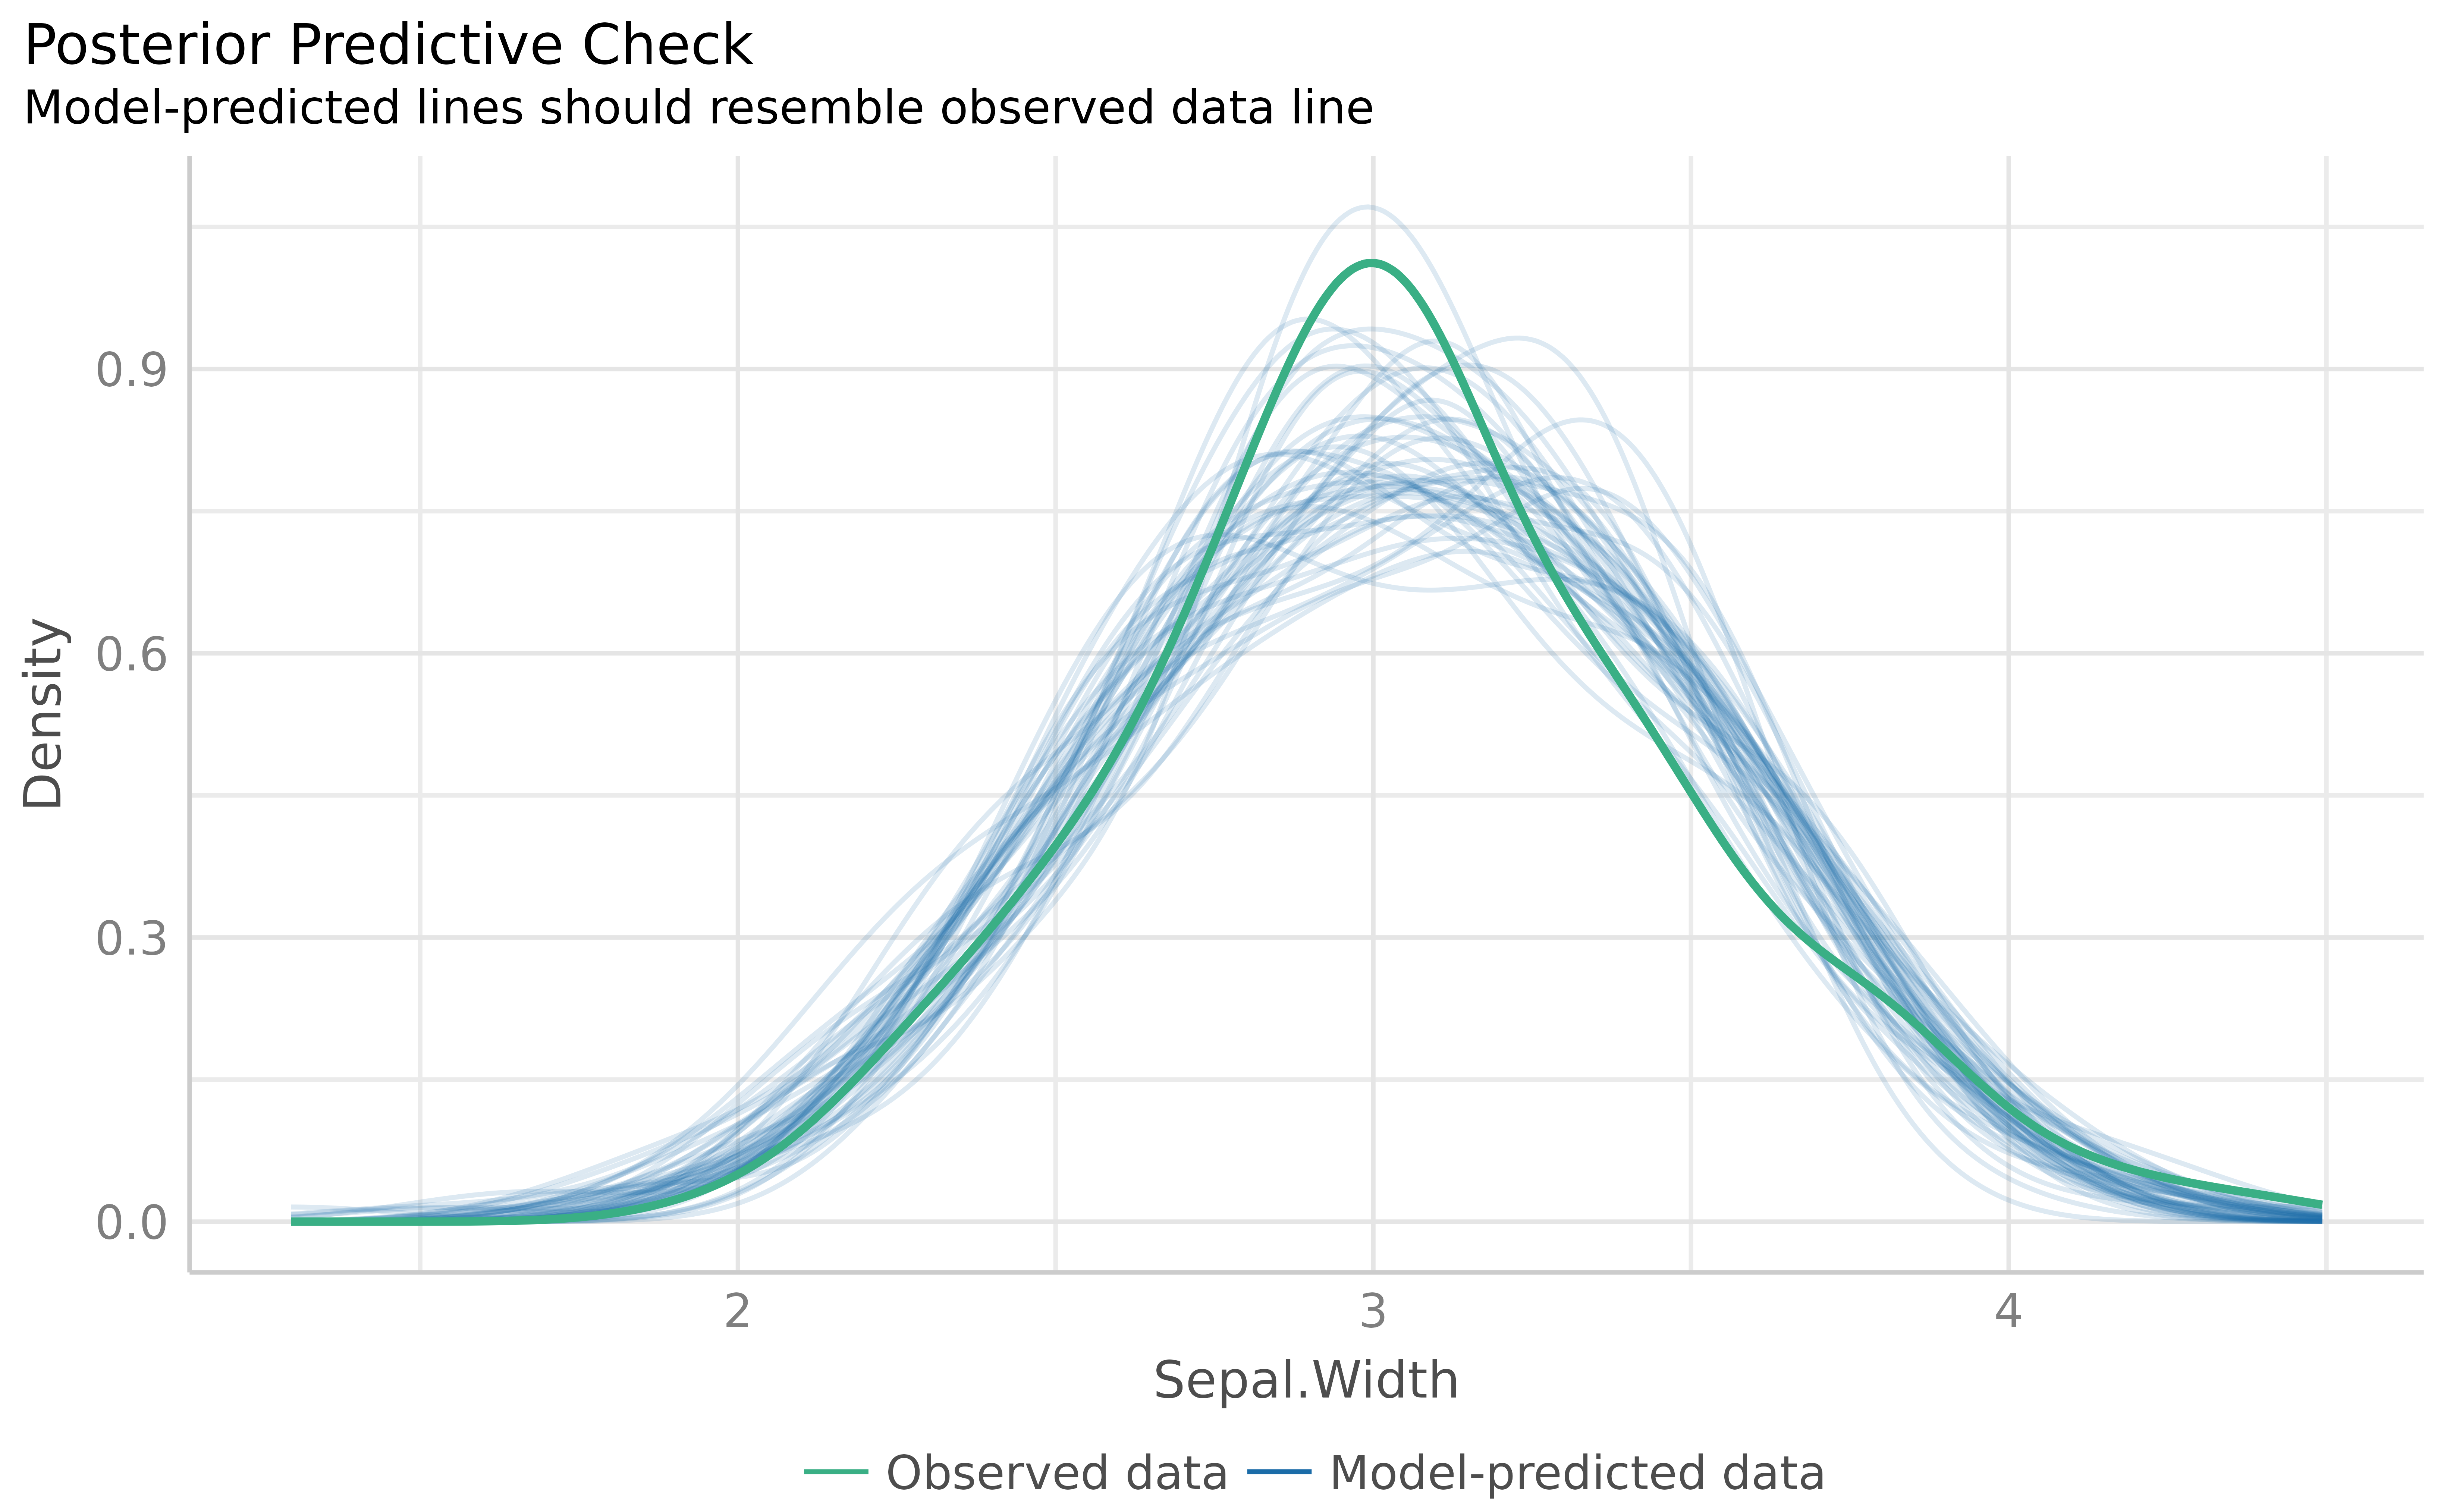 Posterior Predictive Check
Model-predicted lines should resemble observed data line
Density
0.9
0.6
0.3
0.0
2 3 4
Sepal.Width
Observed data Model-predicted data